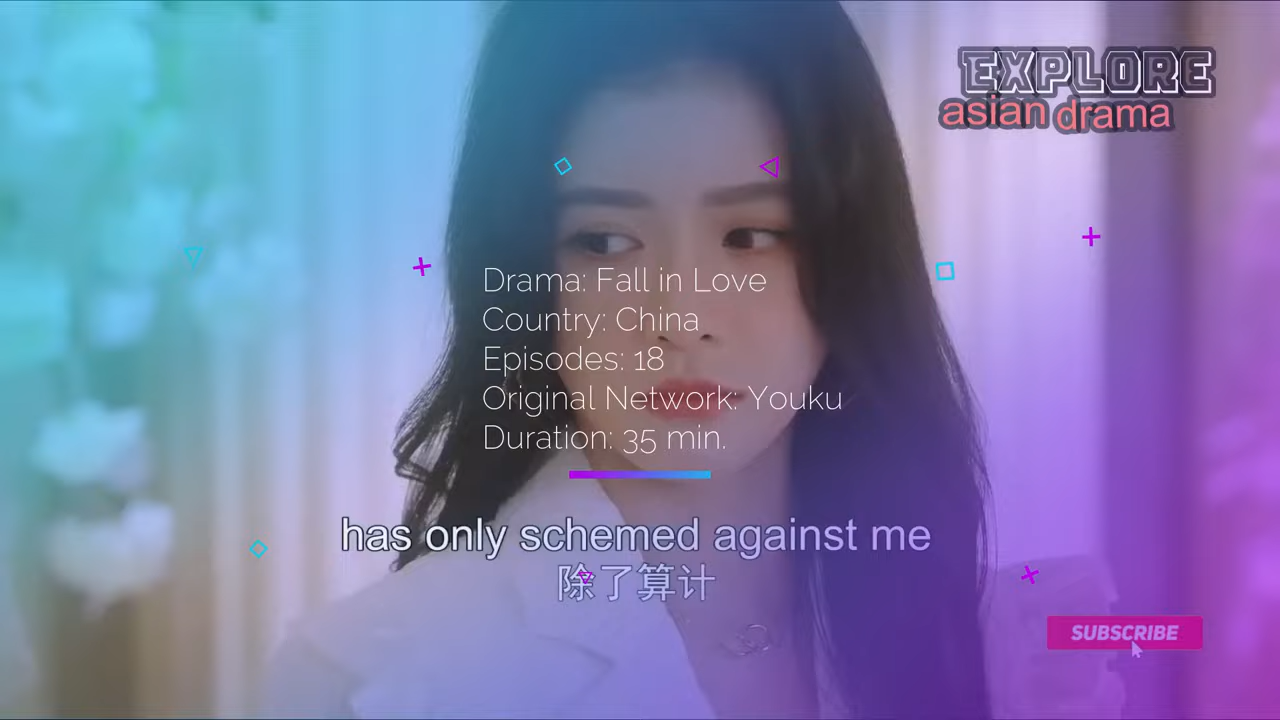 EXPLORE
asian drama
Drama: Fall in Love
Country: China
Episodes: 18
Original Network: Youku
Duration: 35 min.
has only schemed against me
除了算计
SUBSCRIBE